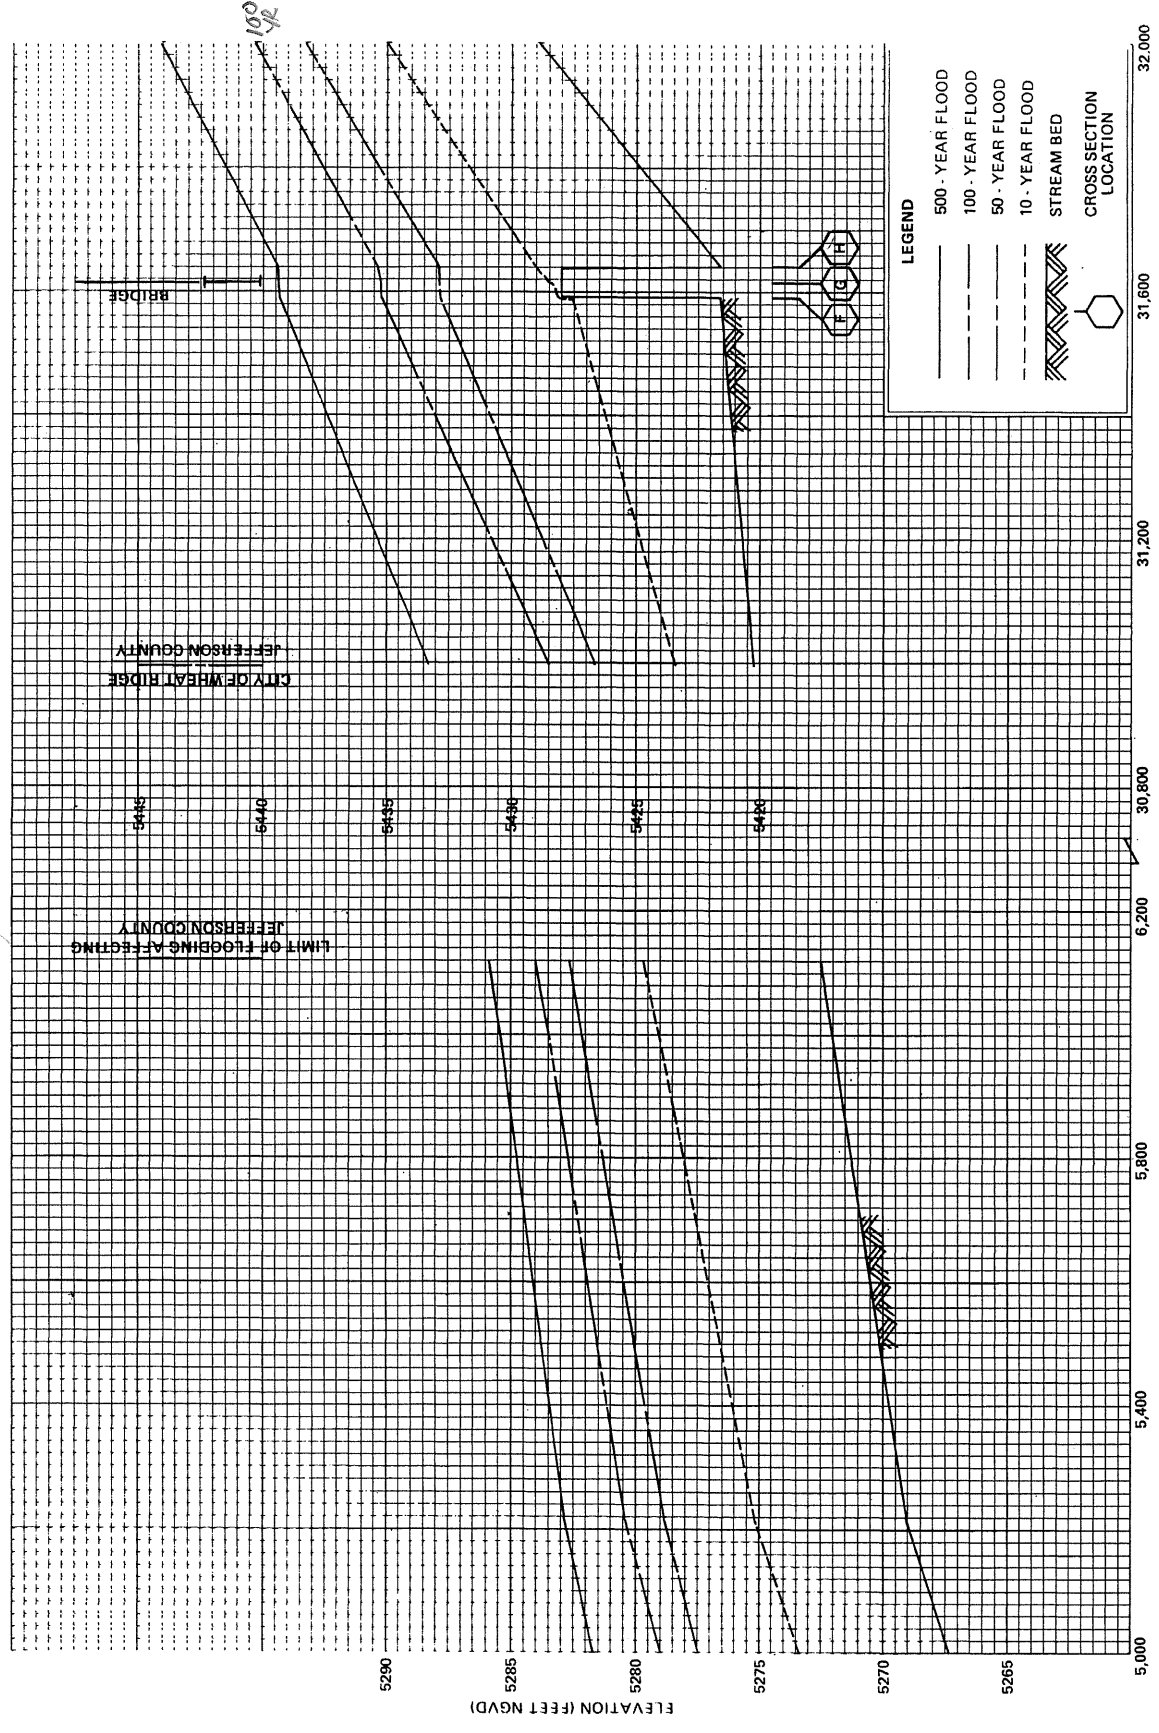 100
yr
BRIDGE
CITY OF WHEAT RIDGE
JEFFERSON COUNTY
LIMIT OF FLOODING AFFECTING
JEFFERSON COUNTY
5445
5440
5435
5430
5425
5420
5290
5285
5280
5275
5270
5265
ELEVATION (FEET NGVD)
5,000
5,400
5,800
6,200
30,800
31,200
31,600
32,000
F
G
H
LEGEND
500 - YEAR FLOOD
100 - YEAR FLOOD
50 - YEAR FLOOD
10 - YEAR FLOOD
STREAM BED
CROSS SECTION
LOCATION